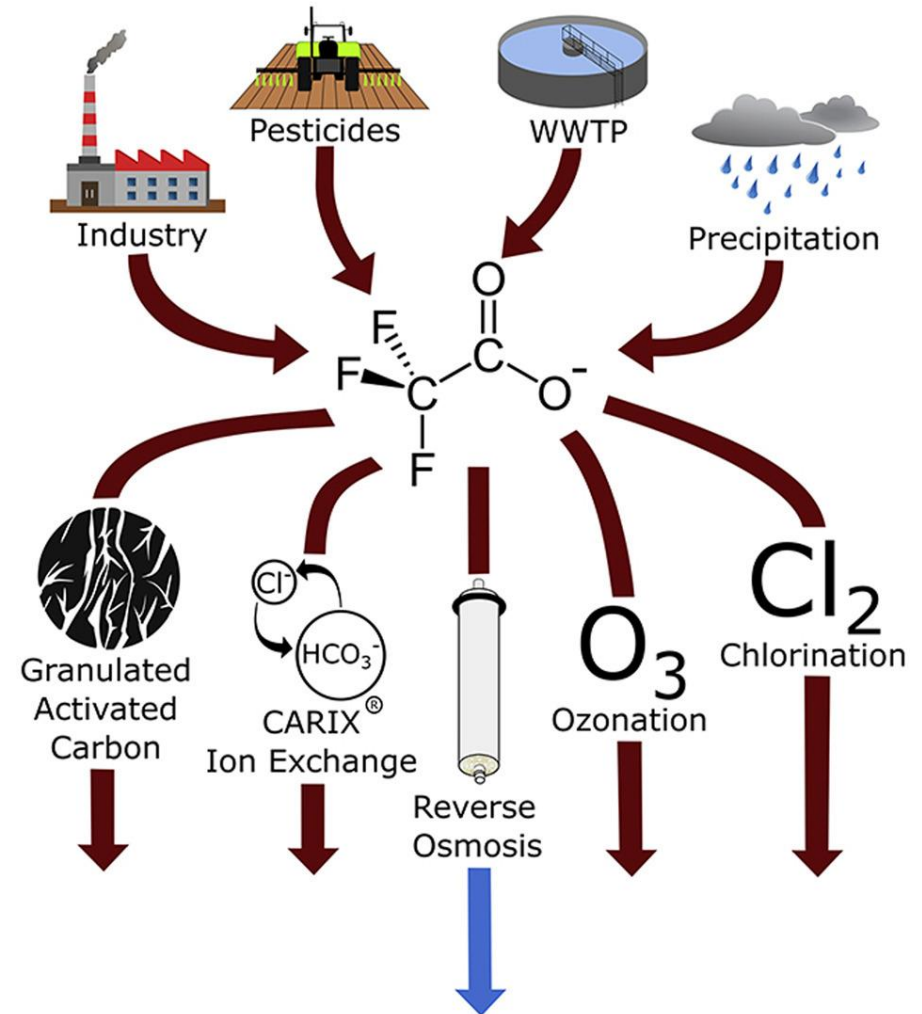 Pesticides
WWTP
Industry
Precipitation
O
F
F
C
C
O-
F
Cl-
HCO3-
Granulated
Activated
Carbon
CARIX®
Ion Exchange
Reverse
Osmosis
O3
Ozonation
Cl2
Chlorination